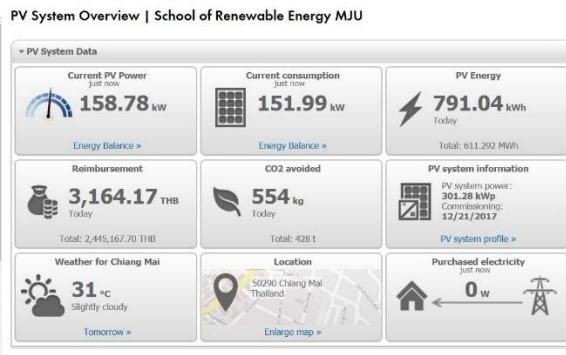 PV System Overview | School of Renewable Energy MJU
PV System Data
Current PV Power
just now
158.78 kW
Energy Balance »
Current consumption
just now
151.99 kW
Energy Balance »
PV Energy
791.04 kWh
Today
Total: 611.292 MWh
Reimbursement
3,164.17 THB
Today
Total: 2,445,167.70 THB
CO2 avoided
554 kg
Today
Total: 428 t
PV system information
PV system power:
301.28 kWp
Commissioning:
12/21/2017
PV system profile »
Weather for Chiang Mai
31 °C
Slightly cloudy
Tomorrow »
Location
50290 Chiang Mai
Thailand
Enlarge map »
Purchased electricity
just now
0 W